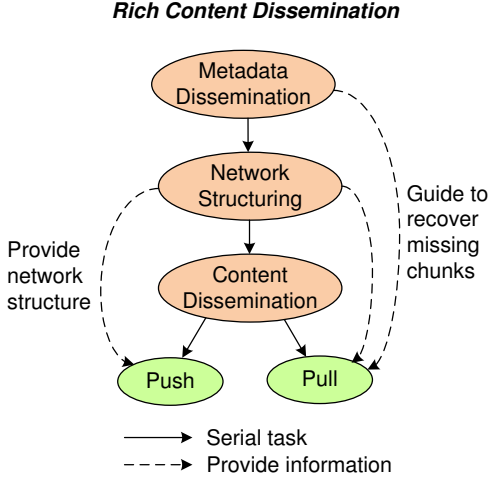 Rich Content Dissemination
Metadata
Dissemination
Network
Structuring
Guide to
recover
missing
chunks
Provide
network
structure
Content
Dissemination
Push
Pull
Serial task
Provide information